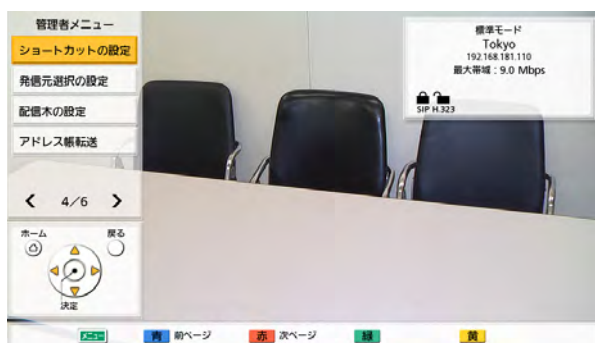 管理者メニュー
ショートカットの設定
発信元選択の設定
配信木の設定
アドレス帳転送
4/6
ホーム
戻る
決定
標準モード
Tokyo
192.168.181.110
最大帯域：9.0 Mbps
SIP H.323
メニュー
青 前ページ
赤 次ページ
緑
黄